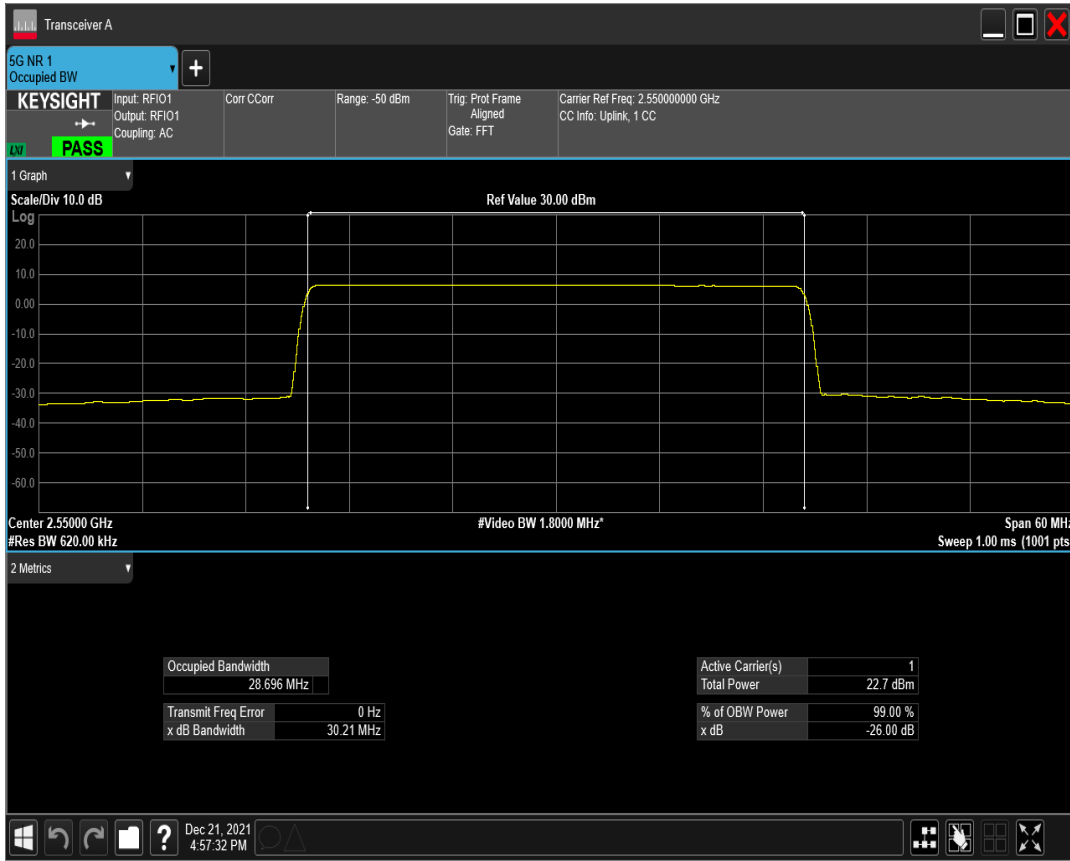 Transceiver A
5G NR 1
Occupied BW
KEYSIGHT
Input: RFIO1
Output: RFIO1
Coupling: AC
Corr CCorr
Range: -50 dBm
Trig: Prot Frame
Aligned
Gate: FFT
Carrier Ref Freq: 2.550000000 GHz
CC Info: Uplink, 1 CC
LXI
PASS
1 Graph
Scale/Div 10.0 dB
Ref Value 30.00 dBm
Log
20.0
10.0
0.00
-10.0
-20.0
-30.0
-40.0
-50.0
-60.0
Center 2.55000 GHz
#Video BW 1.8000 MHz*
Span 60 MHz
#Res BW 620.00 kHz
Sweep 1.00 ms (1001 pts
2 Metrics
Occupied Bandwidth
28.696 MHz
Transmit Freq Error 0 Hz
x dB Bandwidth 30.21 MHz
Active Carrier(s) 1
Total Power 22.7 dBm
% of OBW Power 99.00 %
x dB -26.00 dB
Dec 21, 2021
4:57:32 PM